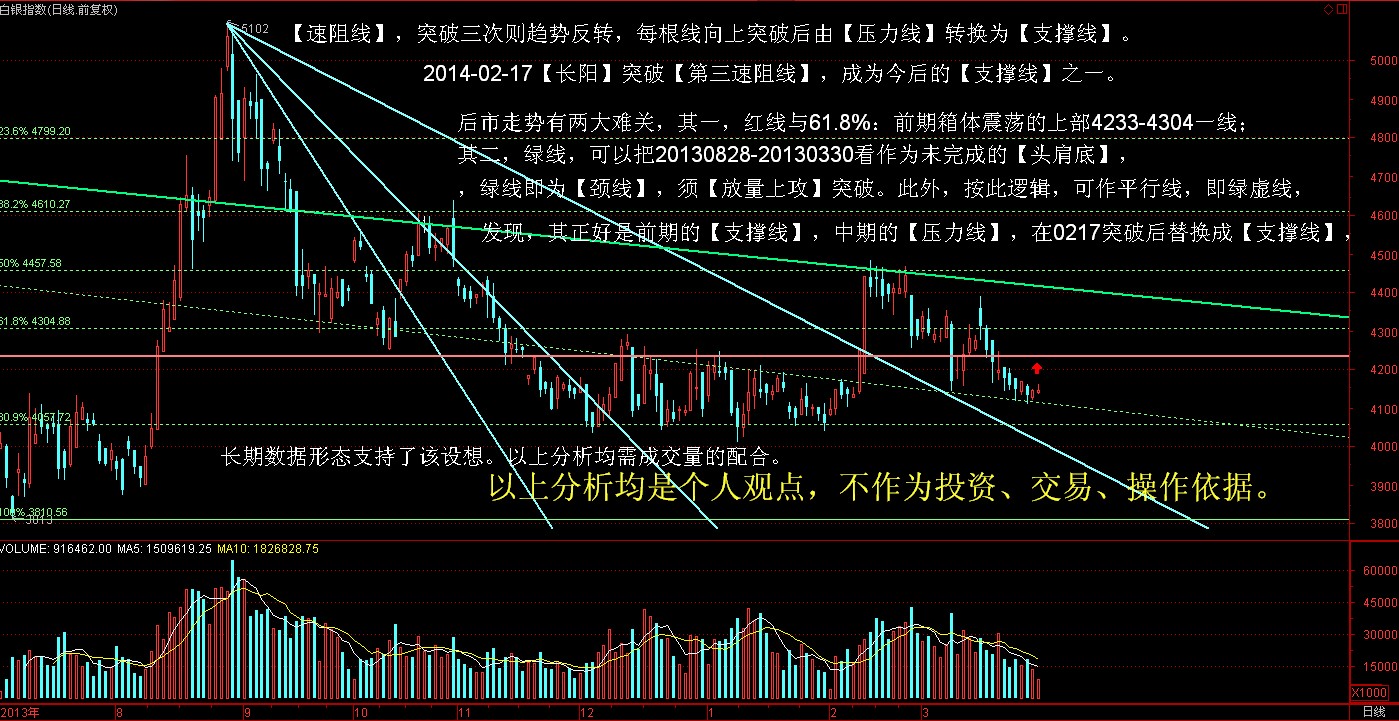 白银指数(日线.前复权)
5102
【速阻线】，突破三次则趋势反转，每根线向上突破后由【压力线】转换为【支撑线】。
5000
2014-02-17【长阳】突破【第三速阻线】，成为今后的【支撑线】之一。
4900
后市走势有两大难关，其一，红线与61.8%：前期箱体震荡的上部4233-4304一线；
23.6% 4799.20
4800
其二，绿线，可以把20130828-20130330看作为未完成的【头肩底】，
4700
，绿线即为【颈线】，须【放量上攻】突破。此外，按此逻辑，可作平行线，即绿虚线，
38.2% 4610.27
4600
发现，其正好是前期的【支撑线】，中期的【压力线】，在0217突破后替换成【支撑线】，
4500
50% 4457.58
4400
61.8% 4304.88
4300
4200
80.9% 4057.72
4100
4000
长期数据形态支持了该设想。以上分析均需成交量的配合。
以上分析均是个人观点，不作为投资、交易、操作依据。
3900
100% 3810.56
3813
3800
VOLUME: 916462.00 MA5: 1509619.25 MA10: 1826828.75
60000
45000
30000
15000
X1000
2013年 8 9 10 11 12 1 2 3 日线